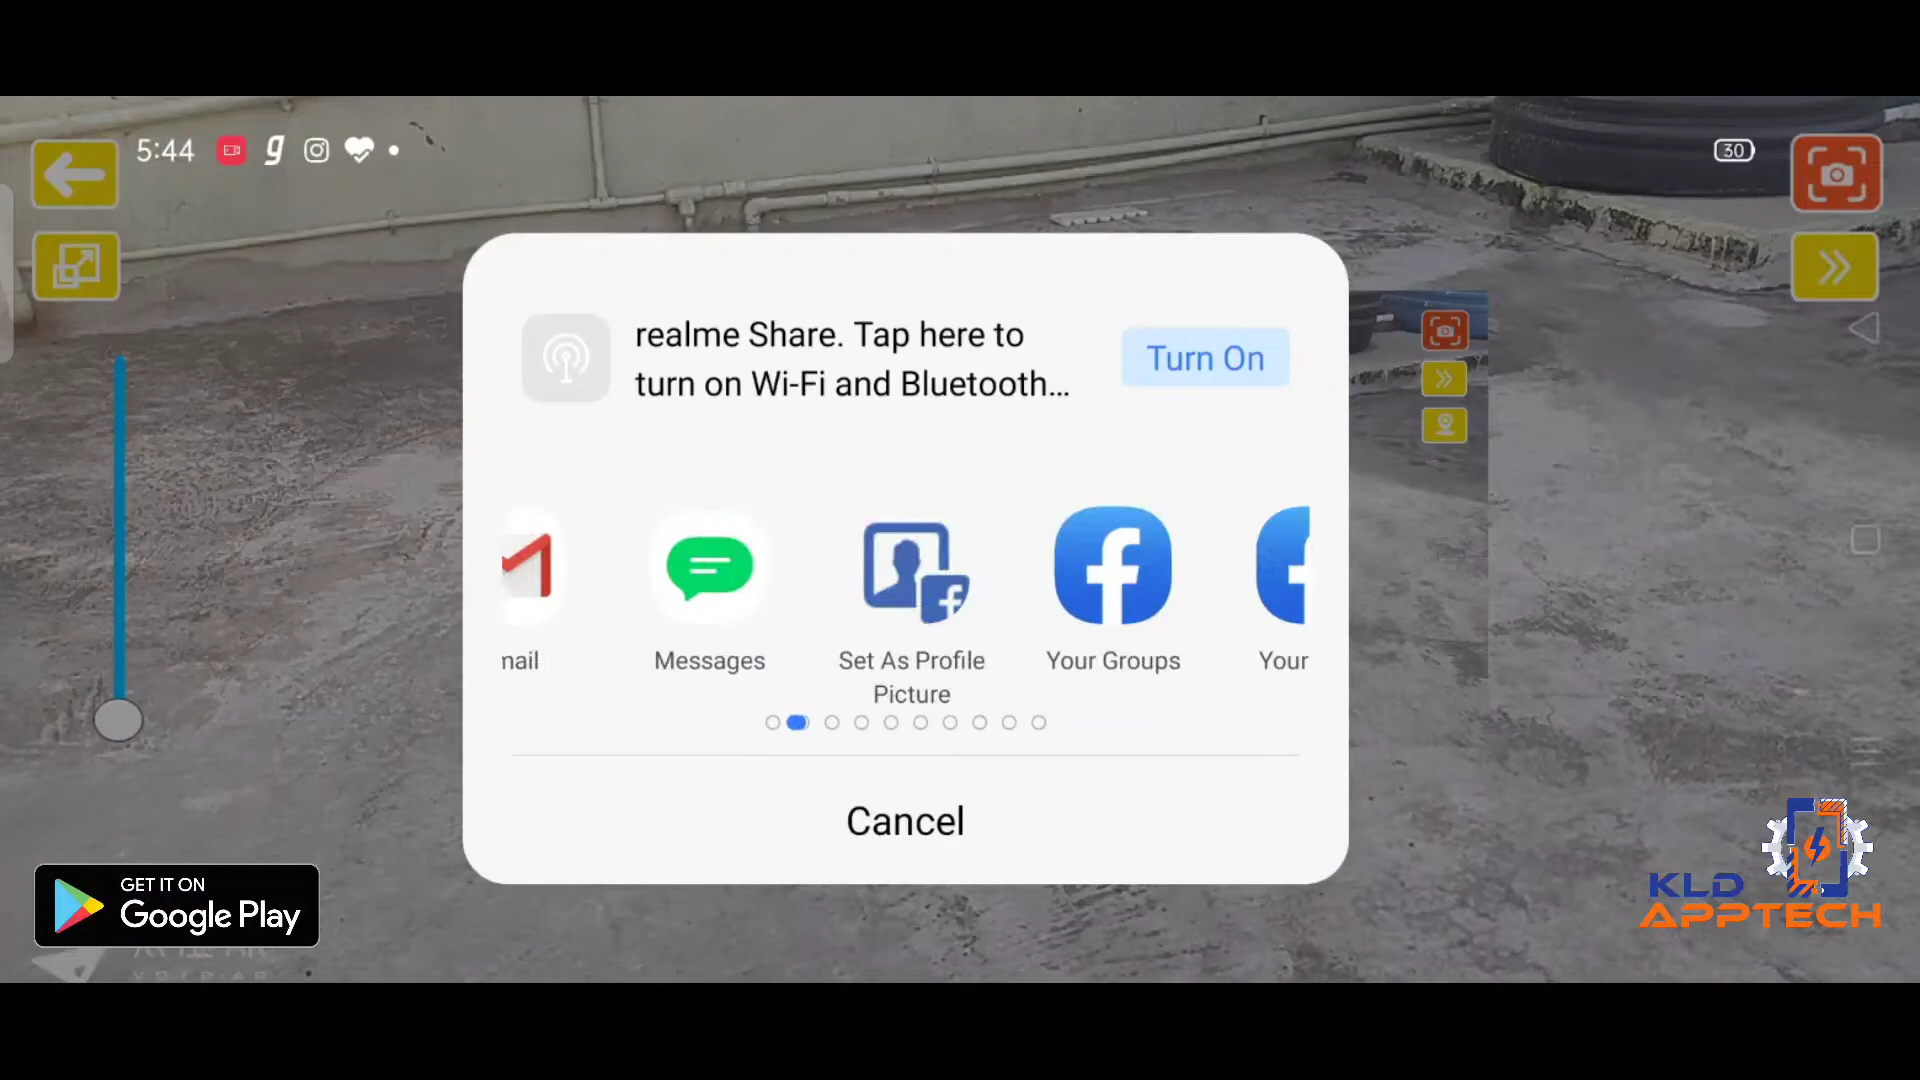 5:44
30
realme Share. Tap here to
turn on Wi-Fi and Bluetooth...
Turn On
nail
Messages
Set As Profile
Picture
Your Groups
Your
Cancel
GET IT ON
Google Play
KLD
APPTECH